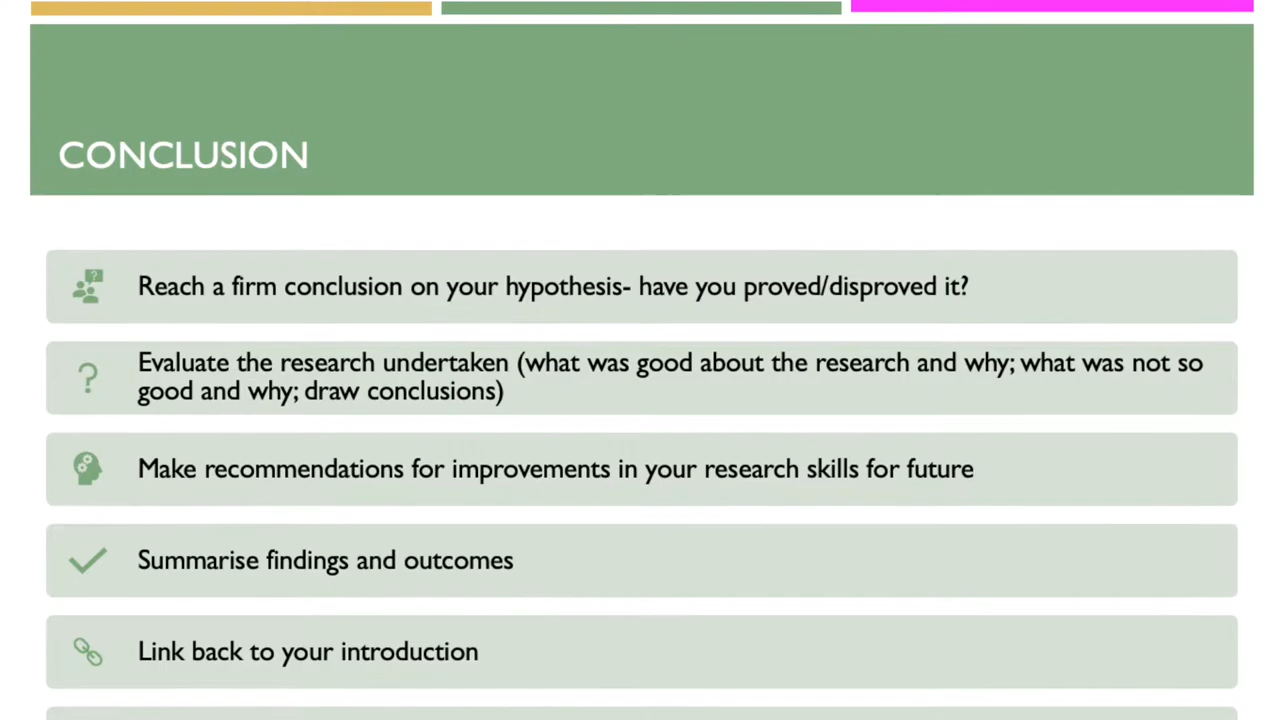 CONCLUSION
Reach a firm conclusion on your hypothesis- have you proved/disproved it?
Evaluate the research undertaken (what was good about the research and why; what was not so
good and why; draw conclusions)
Make recommendations for improvements in your research skills for future
Summarise findings and outcomes
Link back to your introduction